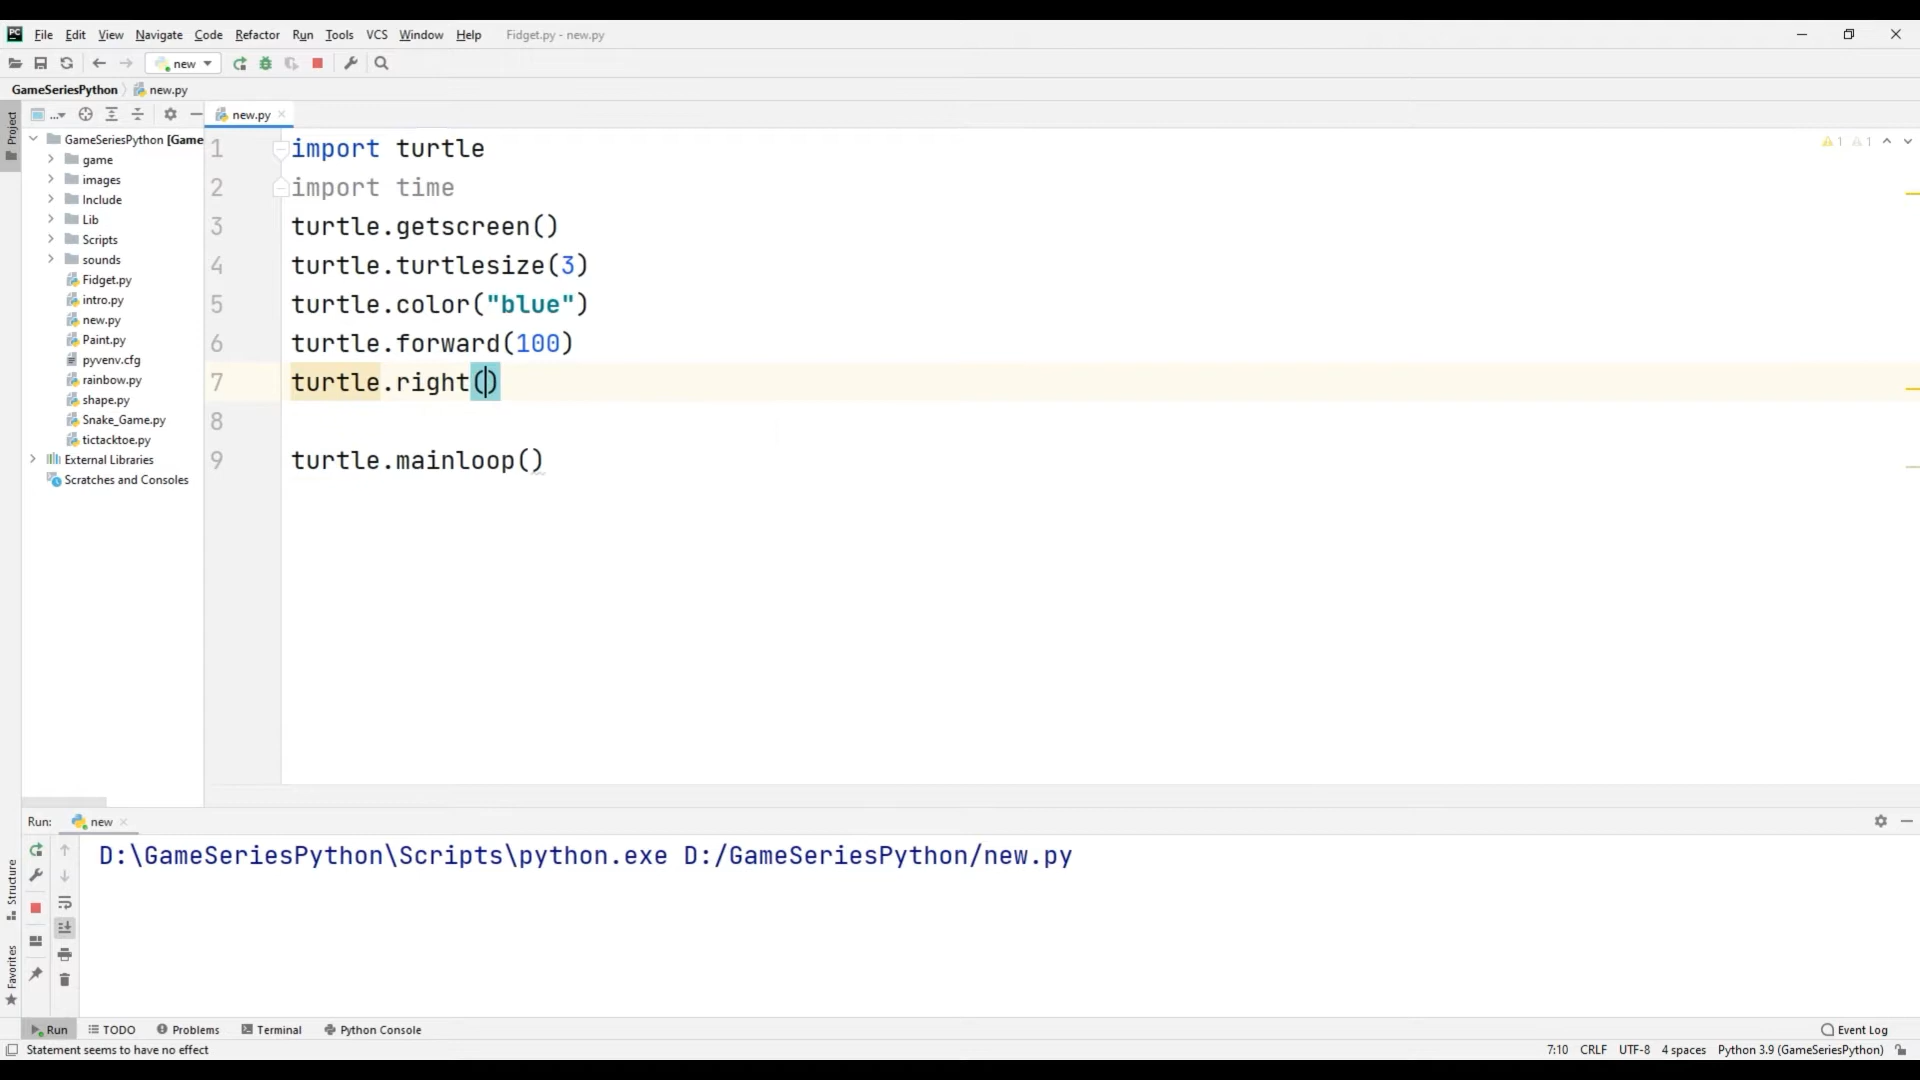 PC File Edit View Navigate Code Refactor Run Tools VCS Window Help Fidget.py - new.py
new
GameSeriesPython new.py
... new.py
Project
GameSeriesPython [Game
game
images
Include
Lib
Scripts
sounds
Fidget.py
intro.py
new.py
Paint.py
pyvenv.cfg
rainbow.py
shape.py
Snake_Game.py
tictacktoe.py
External Libraries
Scratches and Consoles
1 import turtle
2 import time
3 turtle.getscreen()
4 turtle.turtlesize(3)
5 turtle.color("blue")
6 turtle.forward(100)
7 turtle.right()
8
9 turtle.mainloop()
1 1
Run: new
D:\GameSeriesPython\Scripts\python.exe D:/GameSeriesPython/new.py
Structure
Favorites
Run TODO Problems Terminal Python Console Event Log
Statement seems to have no effect 7:10 CRLF UTF-8 4 spaces Python 3.9 (GameSeriesPython)